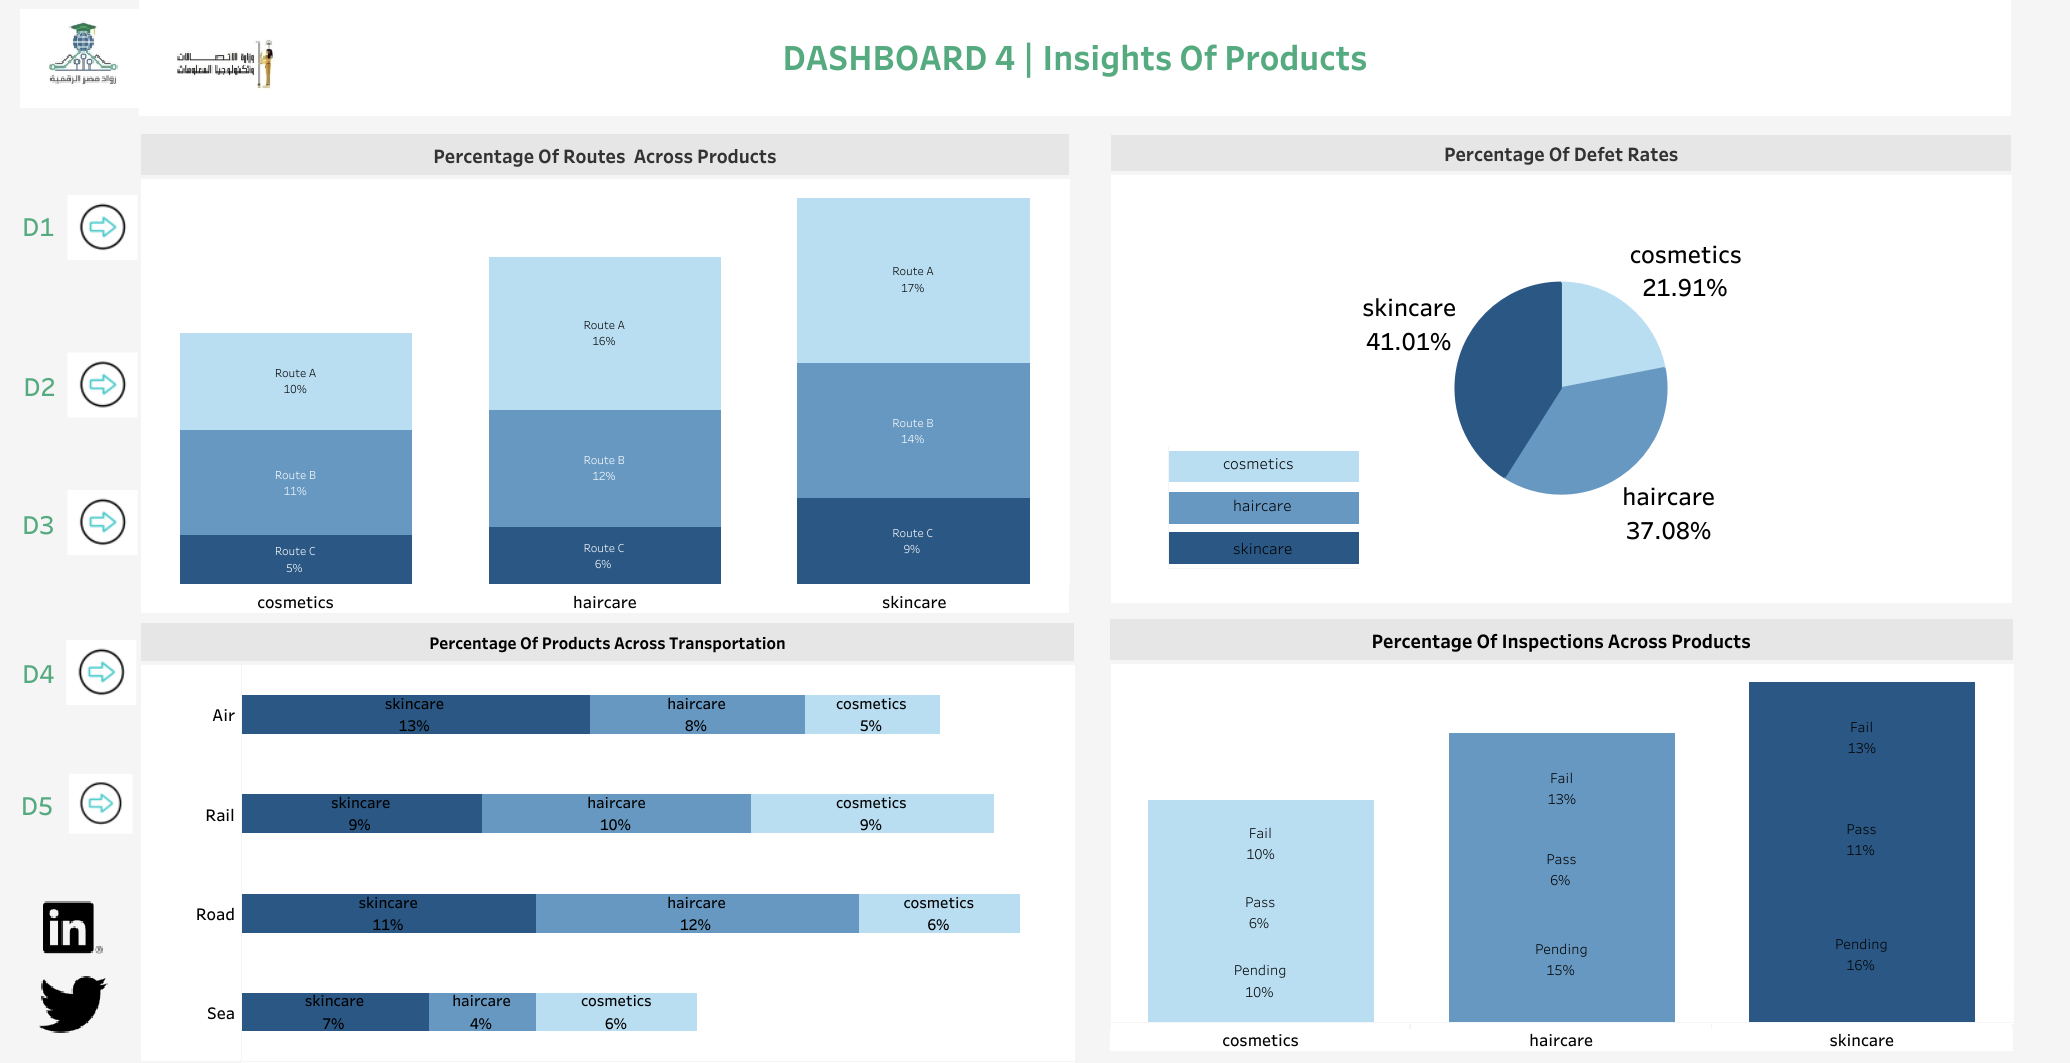 رواد مصر الرقمية
وزارة الاتصـــالات
وتكنولوجيا المعلومات
DASHBOARD 4 | Insights Of Products
D1
D2
D3
D4
D5
in
®
Percentage Of Routes Across Products
Route A
10%
Route B
11%
Route C
5%
cosmetics
Route A
16%
Route B
12%
Route C
6%
haircare
Route A
17%
Route B
14%
Route C
9%
skincare
Percentage Of Defet Rates
cosmetics
21.91%
skincare
41.01%
haircare
37.08%
cosmetics
haircare
skincare
Percentage Of Products Across Transportation
Air
skincare
13%
haircare
8%
cosmetics
5%
Rail
skincare
9%
haircare
10%
cosmetics
9%
Road
skincare
11%
haircare
12%
cosmetics
6%
Sea
skincare
7%
haircare
4%
cosmetics
6%
Percentage Of Inspections Across Products
Fail
10%
Pass
6%
Pending
10%
cosmetics
Fail
13%
Pass
6%
Pending
15%
haircare
Fail
13%
Pass
11%
Pending
16%
skincare